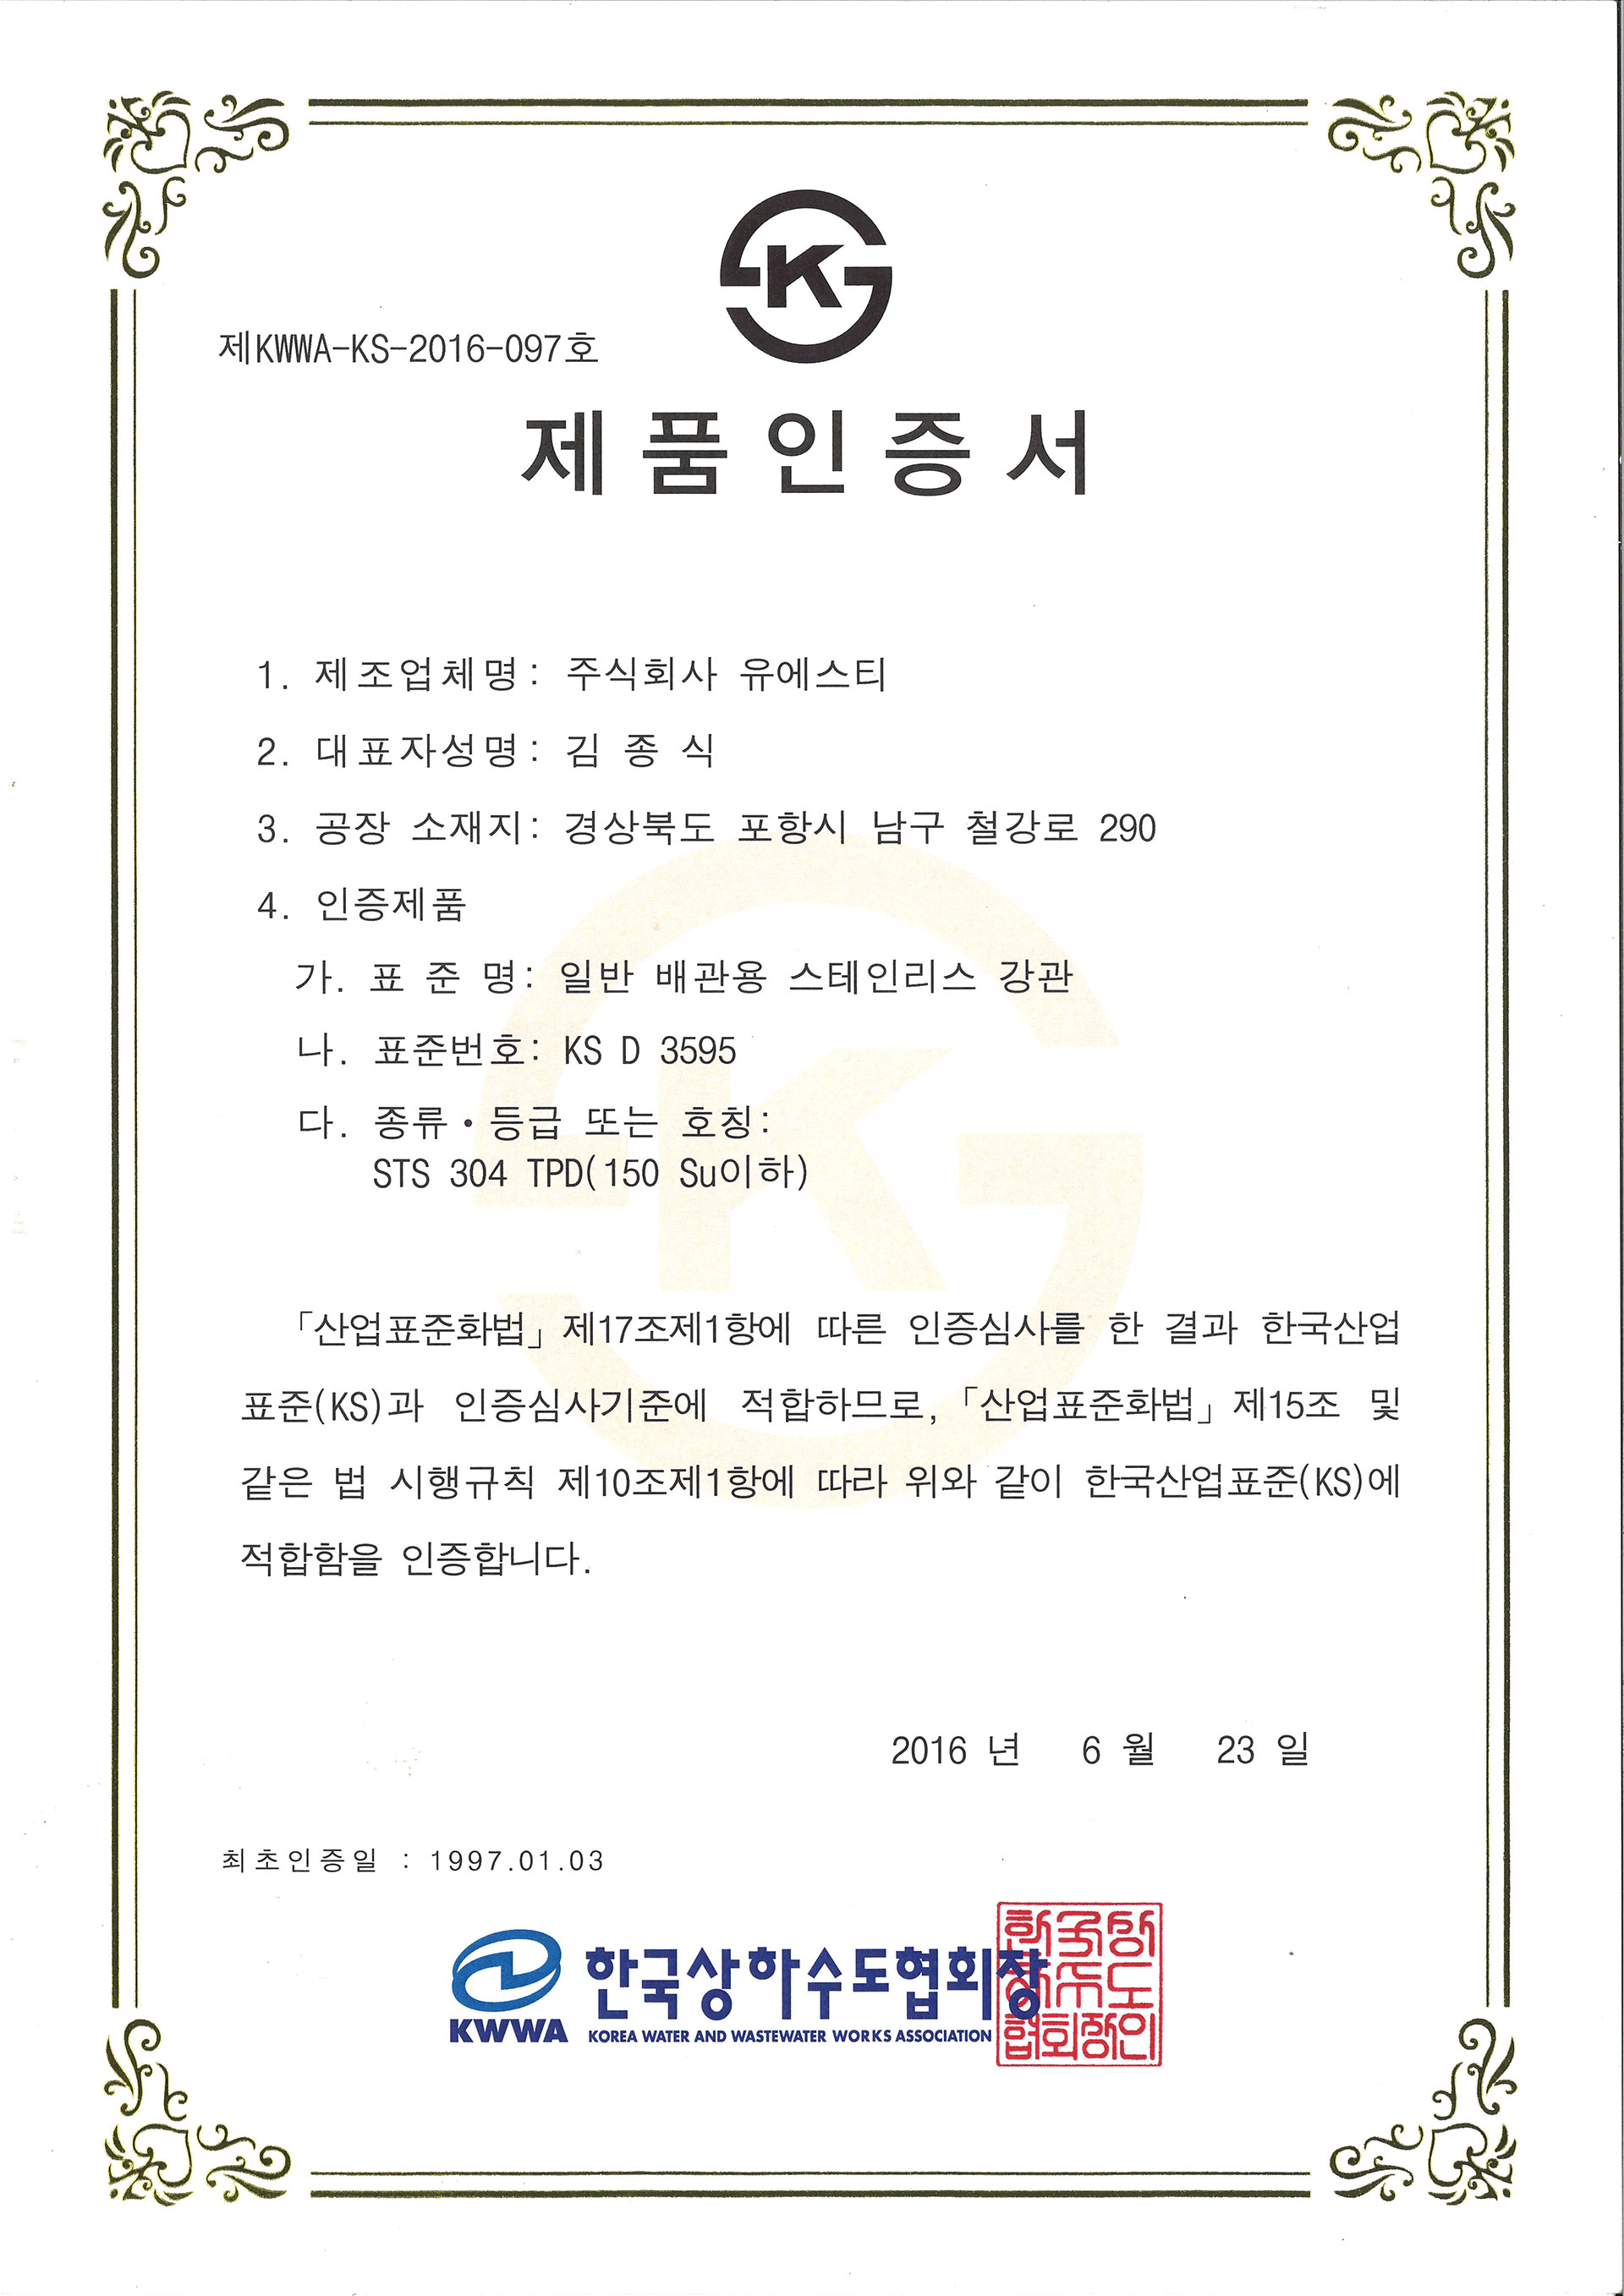 제KWWA-KS-2016-097호
제품인증서
1. 제조업체명: 주식회사 유에스티
2. 대표자성명: 김 종 식
3. 공장 소재지: 경상북도 포항시 남구 철강로 290
4. 인증제품
가. 표 준 명: 일반 배관용 스테인리스 강관
나. 표준번호: KS D 3595
다. 종류·등급 또는 호칭:
STS 304 TPD(150 Su이하)
「산업표준화법」제17조제1항에 따른 인증심사를 한 결과 한국산업
표준(KS)과 인증심사기준에 적합하므로,「산업표준화법」제15조 및
같은 법 시행규칙 제10조제1항에 따라 위와 같이 한국산업표준(KS)에
적합함을 인증합니다.
2016 년 6 월 23 일
최초인증일 : 1997.01.03
KWWA
한국상하수도협회장
KOREA WATER AND WASTEWATER WORKS ASSOCIATION
한국상
하수도
협회장인